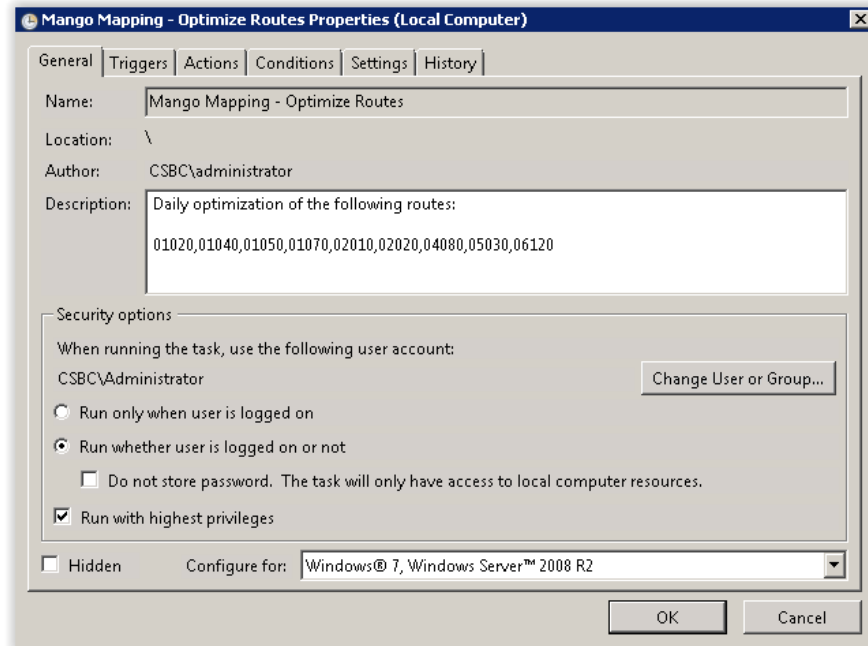 Mango Mapping - Optimize Routes Properties (Local Computer)
General Triggers Actions Conditions Settings History
Name: Mango Mapping - Optimize Routes
Location: \
Author: CSBC\administrator
Description: Daily optimization of the following routes:
01020,01040,01050,01070,02010,02020,04080,05030,06120
Security options
When running the task, use the following user account:
CSBC\Administrator Change User or Group...
Run only when user is logged on
Run whether user is logged on or not
Do not store password. The task will only have access to local computer resources.
Run with highest privileges
Hidden Configure for: Windows® 7, Windows Server™ 2008 R2
OK Cancel